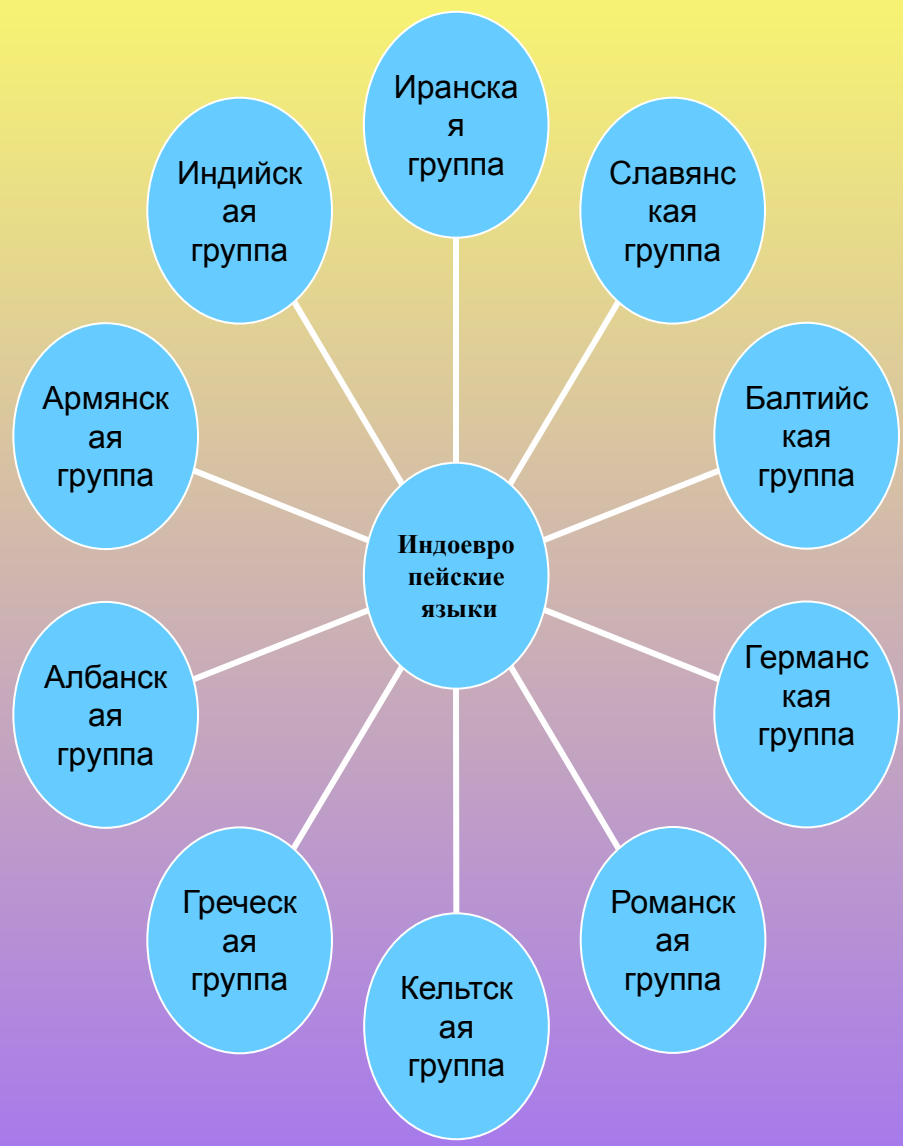 Иранска
я
группа
Славянс
кая
группа
Балтийс
кая
группа
Германс
кая
группа
Романск
ая
группа
Кельтск
ая
группа
Греческ
ая
группа
Албанск
ая
группа
Армянск
ая
группа
Индийск
ая
группа
Индоевро
пейские
языки